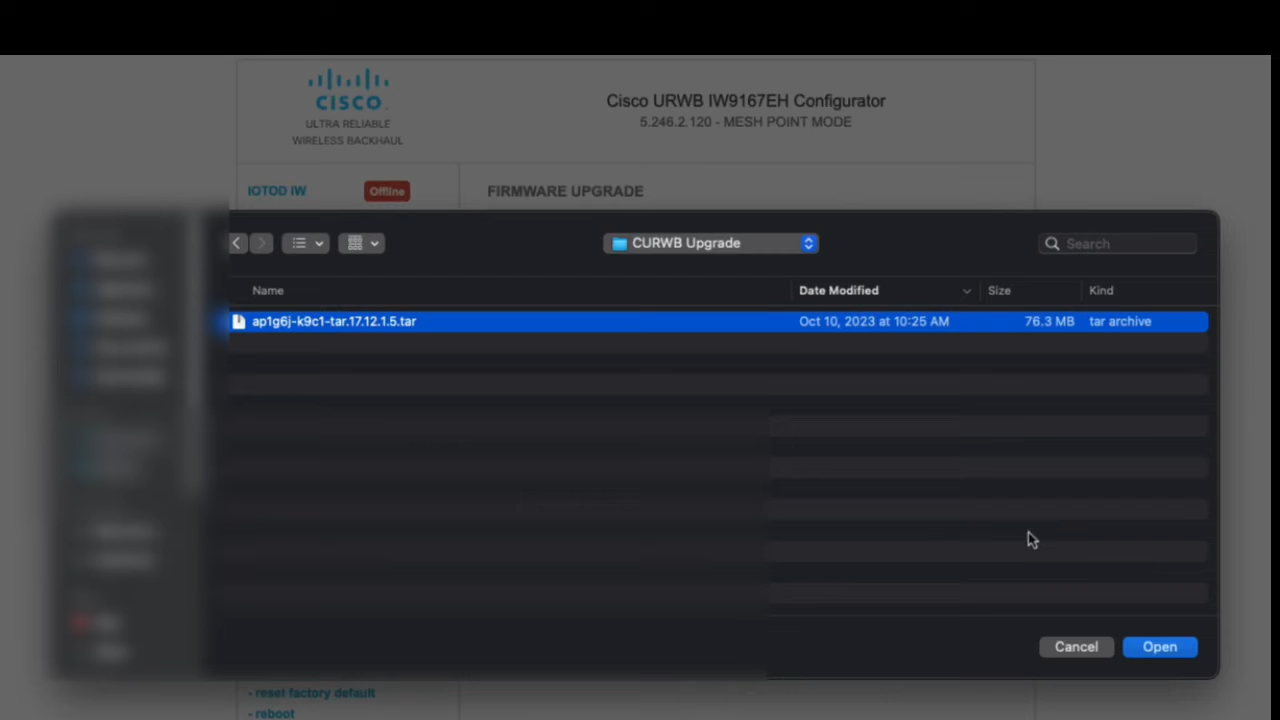 CISCO
ULTRA RELIABLE
WIRELESS BACKHAUL
Cisco URWB IW9167EH Configurator
5.246.2.120 - MESH POINT MODE
IOTOD IW
Offline
FIRMWARE UPGRADE
CURWB Upgrade
Search
Name
Date Modified
Size
Kind
ap1g6j-k9c1-tar.17.12.1.5.tar
Oct 10, 2023 at 10:25 AM
76.3 MB
tar archive
Cancel
Open
- reset factory default
- reboot